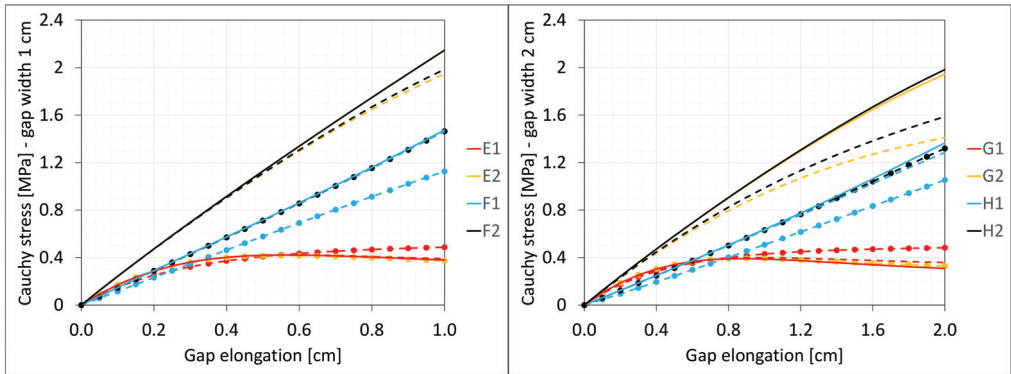 Cauchy stress [MPa] - gap width 1 cm
2.4
2
1.6
1.2
0.8
0.4
0
0.0 0.2 0.4 0.6 0.8 1.0
Gap elongation [cm]
E1
E2
F1
F2
Cauchy stress [MPa] - gap width 2 cm
2.4
2
1.6
1.2
0.8
0.4
0
0.0 0.4 0.8 1.2 1.6 2.0
Gap elongation [cm]
G1
G2
H1
H2